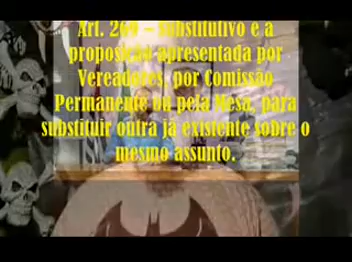 Art. 264 – substitutivo é a
proposição apresentada por
Vereadores, por Comissão
Permanente ou pela Mesa, para
substituir outra já existente sobre o
mesmo assunto.